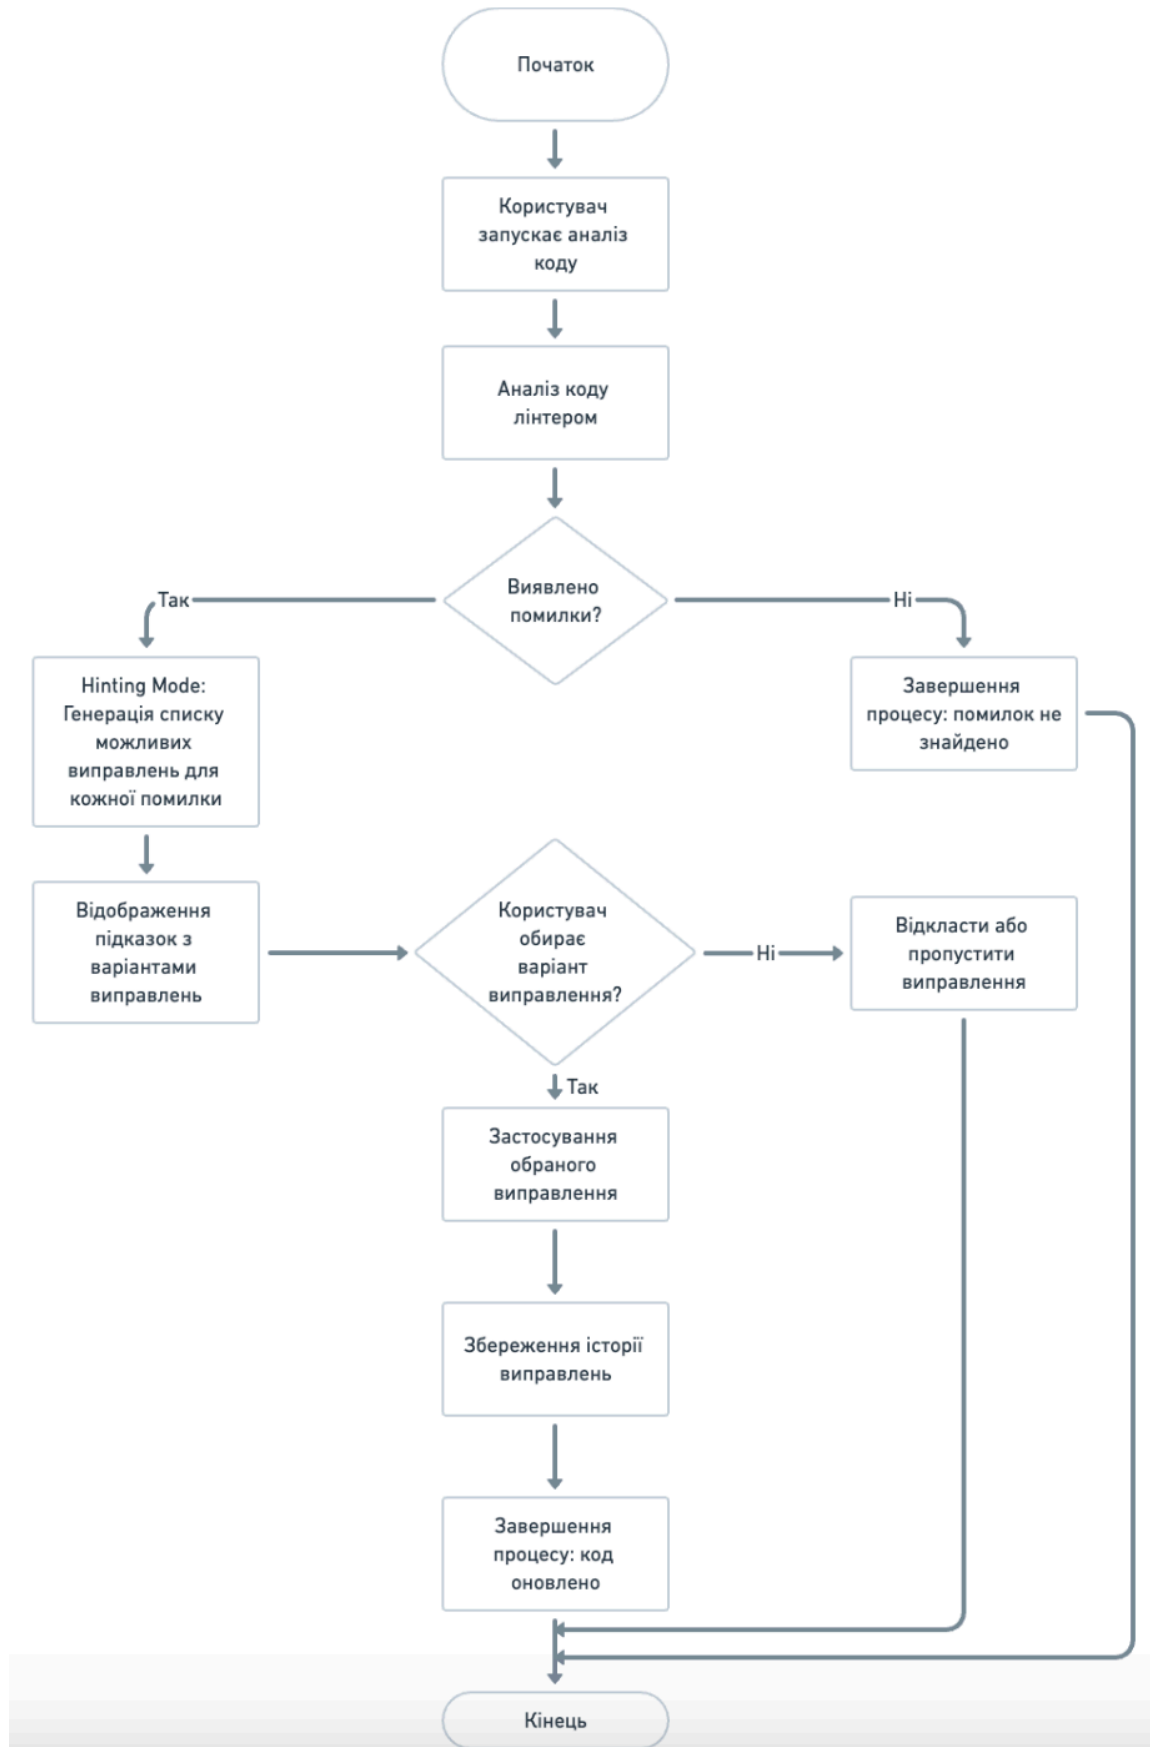 Початок
Користувач
запускає аналіз
коду
Аналіз коду
лінтером
Виявлено
помилки?
Так
Ні
Hinting Mode:
Генерація списку
можливих
виправлень для
кожної помилки
Завершення
процесу: помилок не
знайдено
Відображення
підказок з
варіантами
виправлень
Користувач
обирає
варіант
виправлення?
Ні
Відкласти або
пропустити
виправлення
Так
Застосування
обраного
виправлення
Збереження історії
виправлень
Завершення
процесу: код
оновлено
Кінець